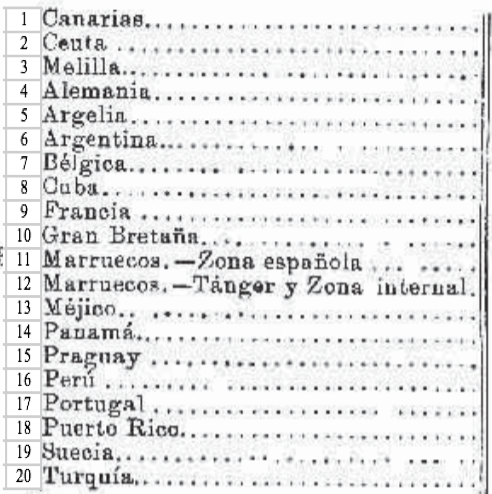 1 Canarias
2 Ceuta
3 Melilla
4 Alemania
5 Argelia
6 Argentina
7 Bélgica
8 Cuba
9 Francia
10 Gran Bretaña
11 Marruecos.—Zona española
12 Marruecos.—Tánger y Zona internal.
13 Méjico
14 Panamá
15 Praguay
16 Perú
17 Portugal
18 Puerto Rico
19 Suecia
20 Turquía